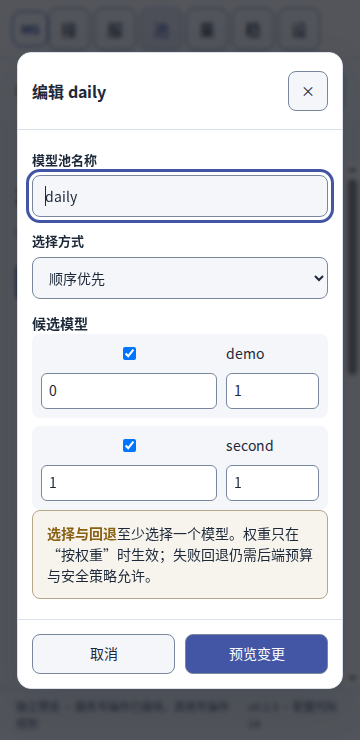 编辑 daily
×
模型池名称
daily
选择方式
顺序优先
候选模型
demo
0
1
second
1
1
选择与回退至少选择一个模型。权重只在
“按权重”时生效；失败回退仍需后端预算
与安全策略允许。
取消
预览变更